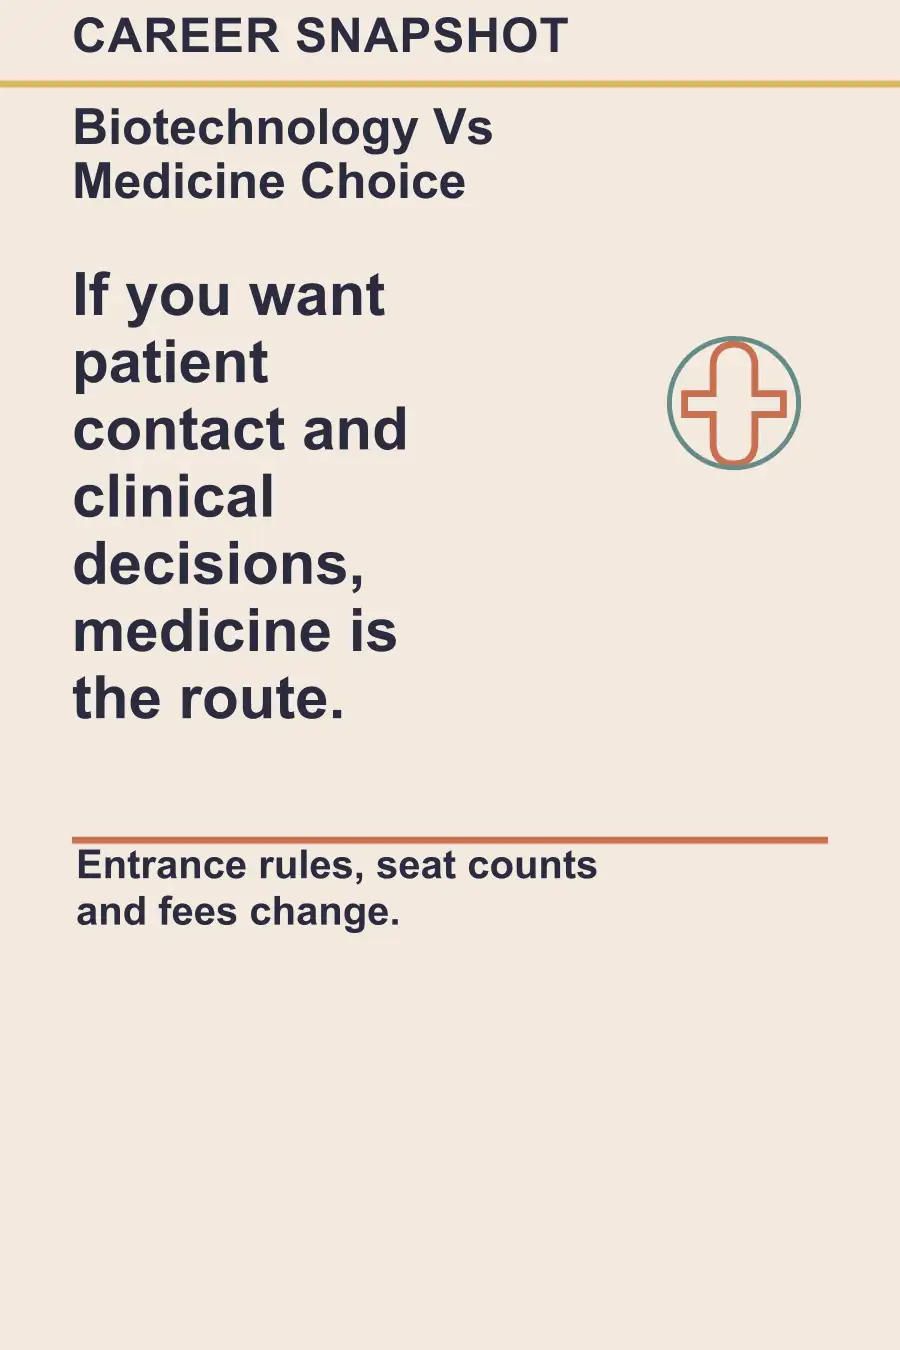 CAREER SNAPSHOT
Biotechnology Vs
Medicine Choice
If you want
patient
contact and
clinical
decisions,
medicine is
the route.
Entrance rules, seat counts
and fees change.